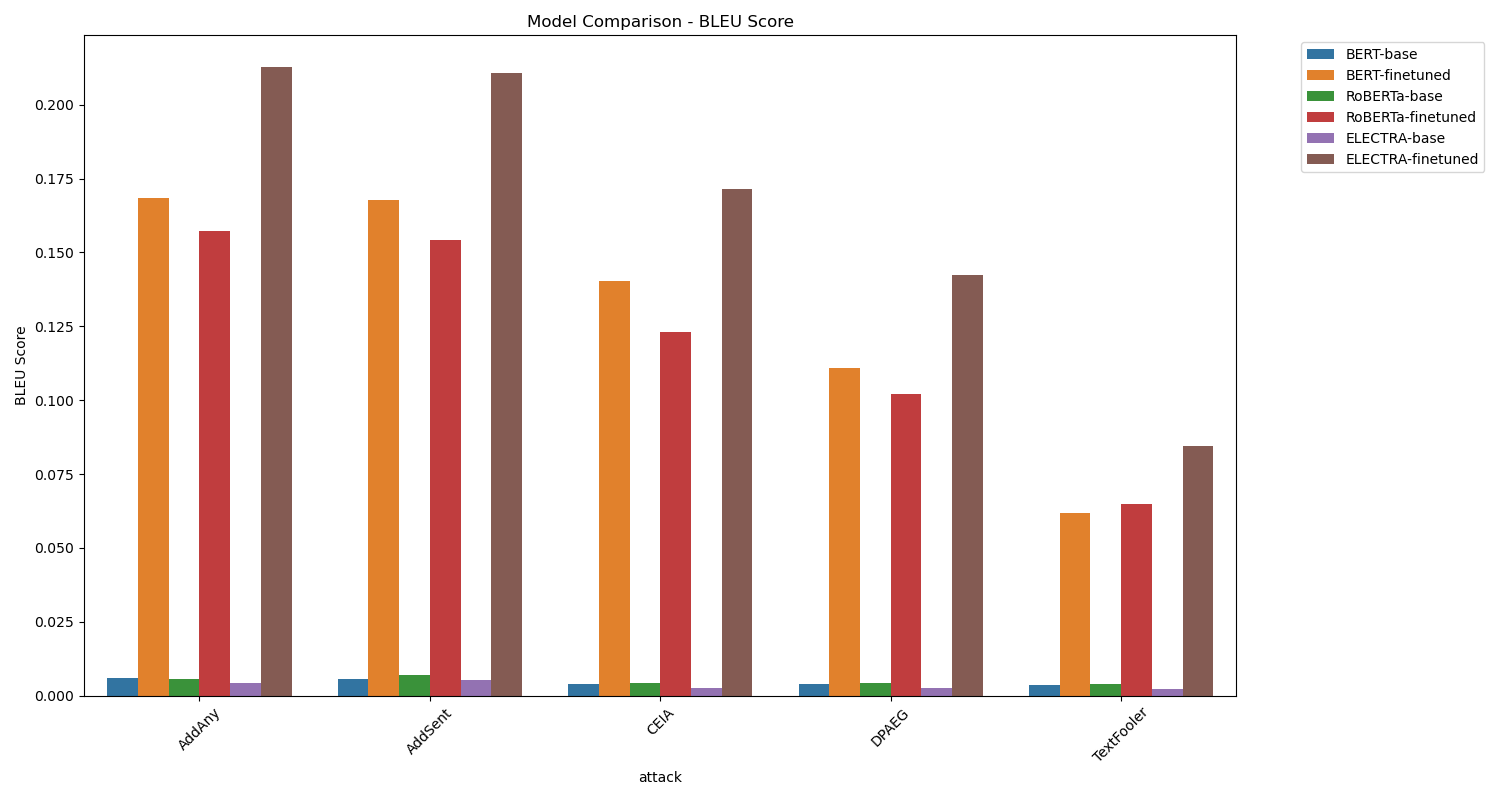 Model Comparison - BLEU Score
BERT-base
BERT-finetuned
RoBERTa-base
RoBERTa-finetuned
ELECTRA-base
ELECTRA-finetuned
BLEU Score
0.200
0.175
0.150
0.125
0.100
0.075
0.050
0.025
0.000
AddAny
AddSent
CEIA
DPAEG
TextFooler
attack